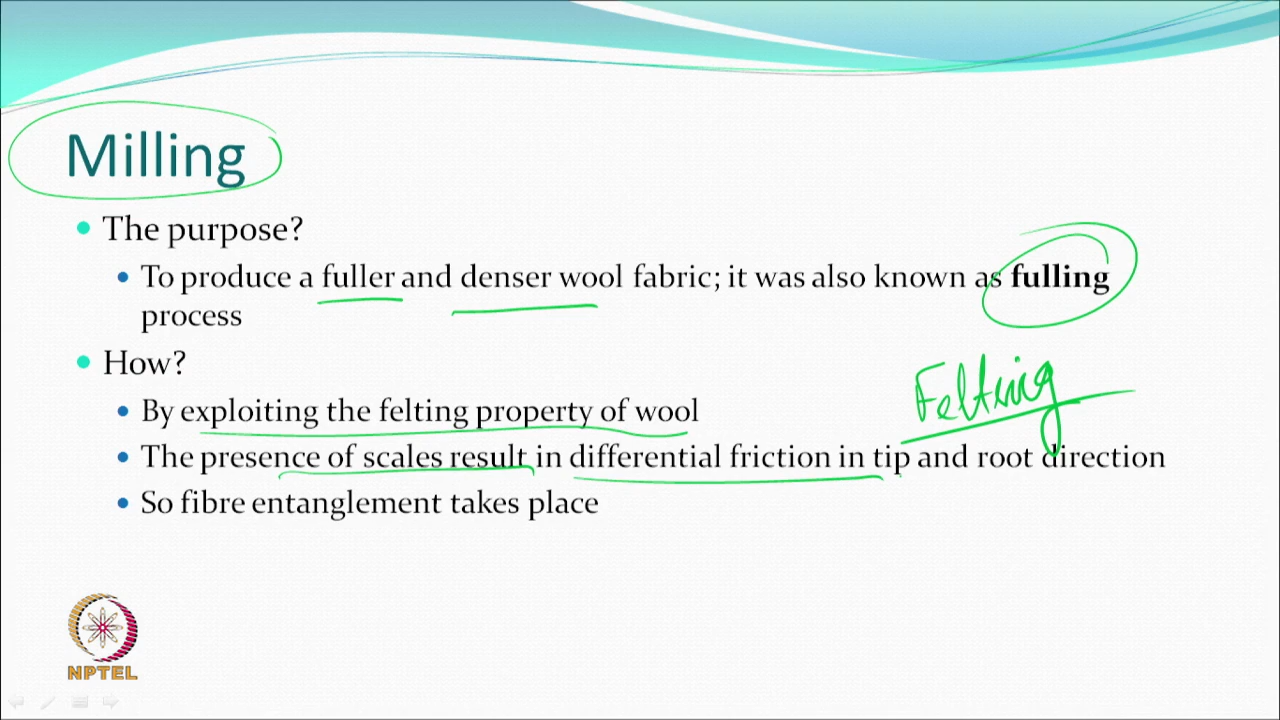 Milling
The purpose?
To produce a fuller and denser wool fabric; it was also known as fulling
process
How?
Felting
By exploiting the felting property of wool
The presence of scales result in differential friction in tip and root direction
So fibre entanglement takes place
NPTEL